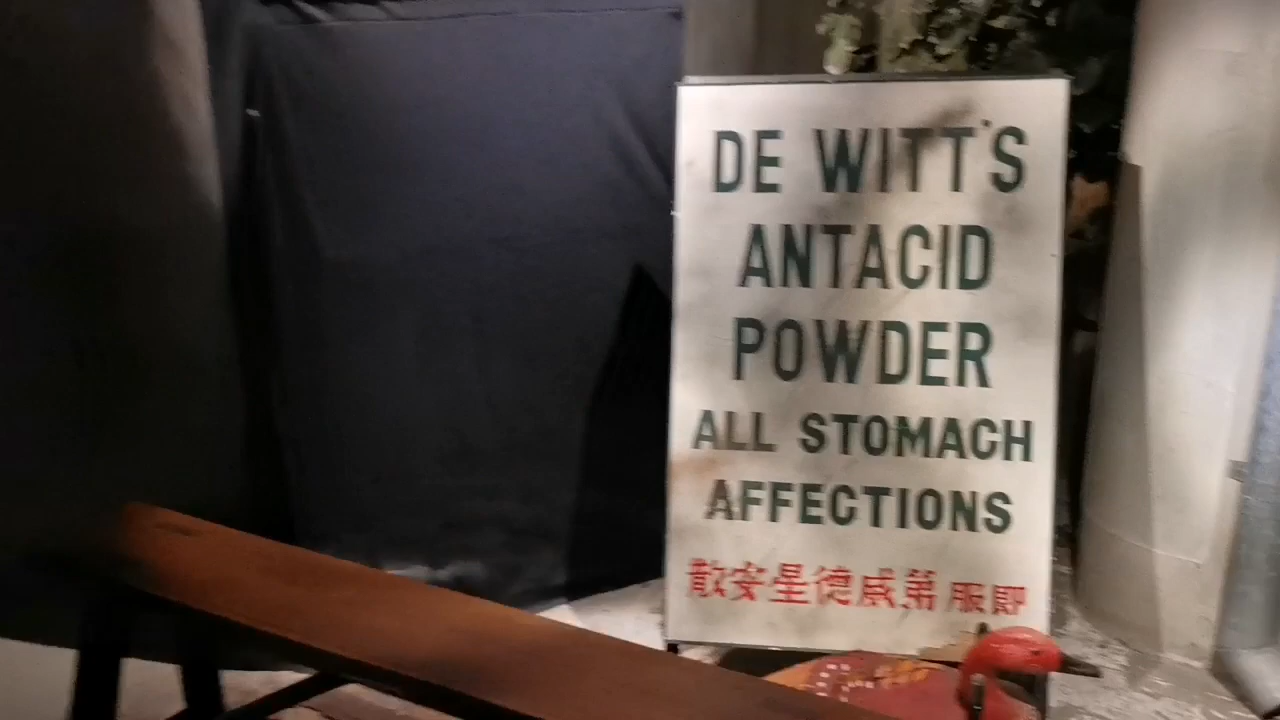 DE WITT'S
ANTACID
POWDER
ALL STOMACH
AFFECTIONS
散安星德威第 服即